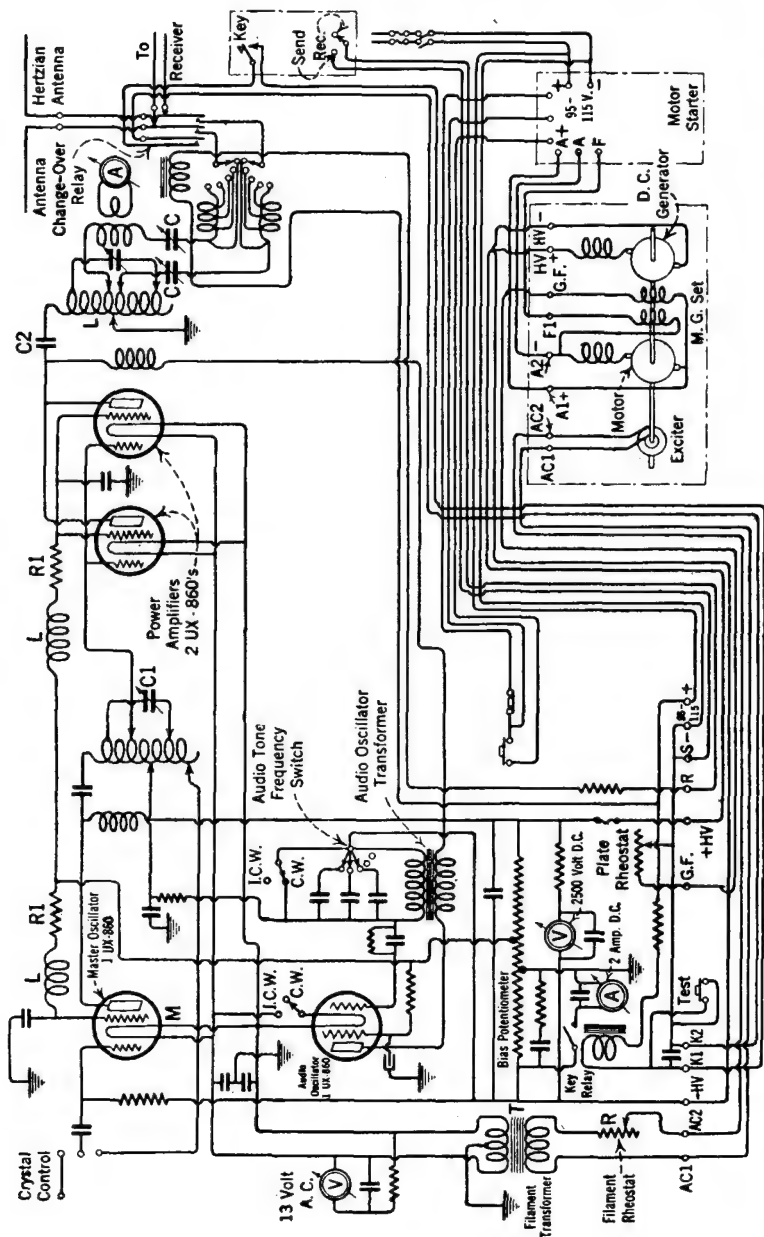 Hertzian
Antenna
To
Receiver
Key
Send
Rec.
Antenna
Change-Over
Relay
A
C
C
L
C2
+
95-
115 V.
-
A+
A
F
Motor
Starter
D.C.
Generator
HV -
HV +
G.F.
F1
A2 -
A1+
AC2
AC1
Motor
Exciter
M.G. Set
R1
L
Power
Amplifiers
2 UX-860's
C1
R1
L
Master Oscillator
1 UX-860
M
Crystal
Control
Audio Tone
Frequency
Switch
Audio Oscillator
Transformer
I.C.W.
C.W.
I.C.W.
C.W.
Audio
Oscillator
1 UX-860
13 Volt
A.C.
V
Bias Potentiometer
V
2500 Volt D.C.
A
2 Amp. D.C.
Key
Relay
Test
Plate
Rheostat
T
Filament
Transformer
R
Filament
Rheostat
AC1
AC2
-HV
K1
K2
G.F.
+HV
R
S-
95-
115
+